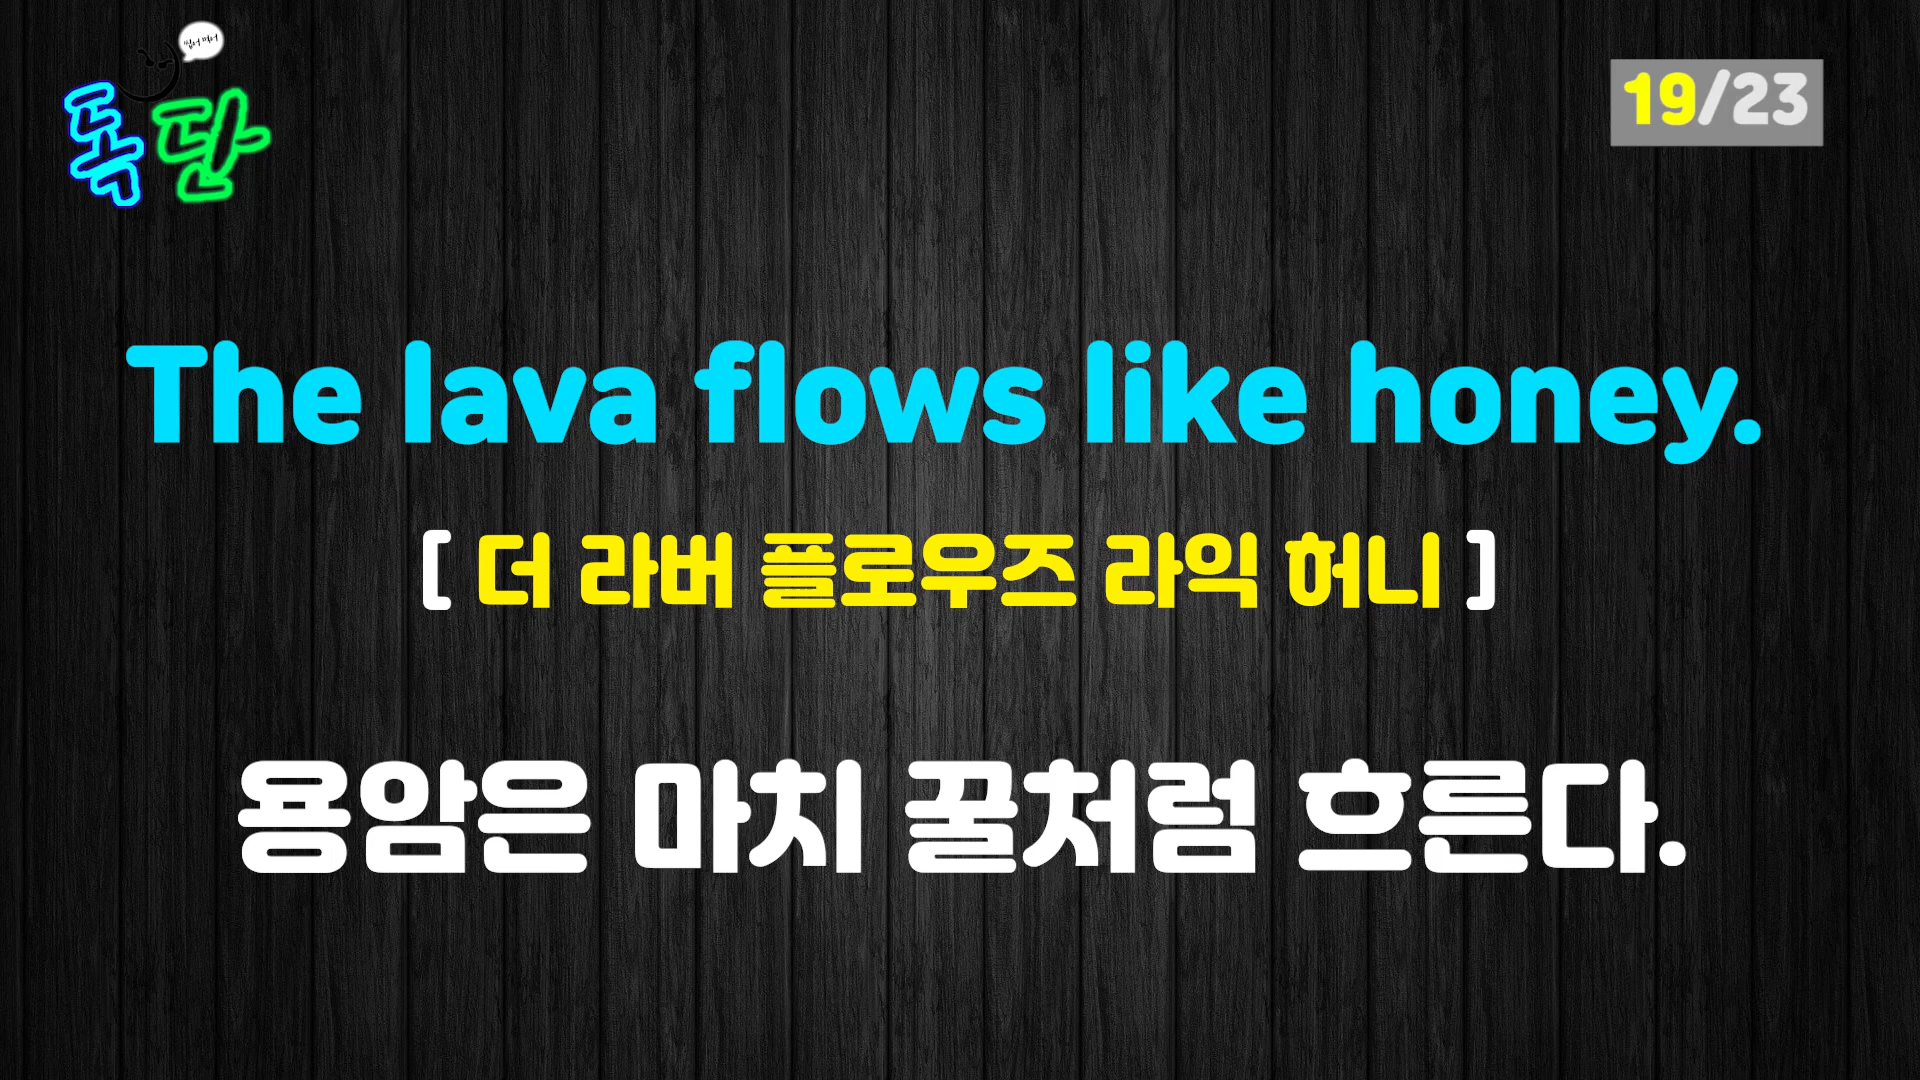 독단
19/23
The lava flows like honey.
[ 더 라버 플로우즈 라익 허니 ]
용암은 마치 꿀처럼 흐른다.